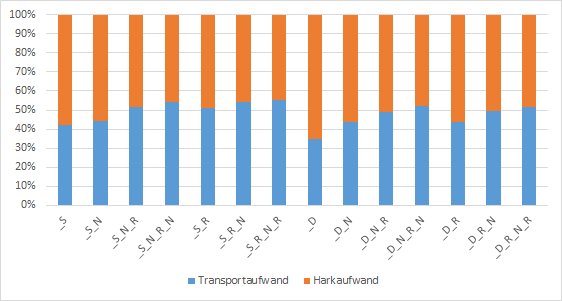 100%
90%
80%
70%
60%
50%
40%
30%
20%
10%
0%
_S
_S_N
_S_N_R
_S_N_R_N
_S_R
_S_R_N
_S_R_N_R
_D
_D_N
_D_N_R
_D_N_R_N
_D_R
_D_R_N
_D_R_N_R
Transportaufwand Harkaufwand